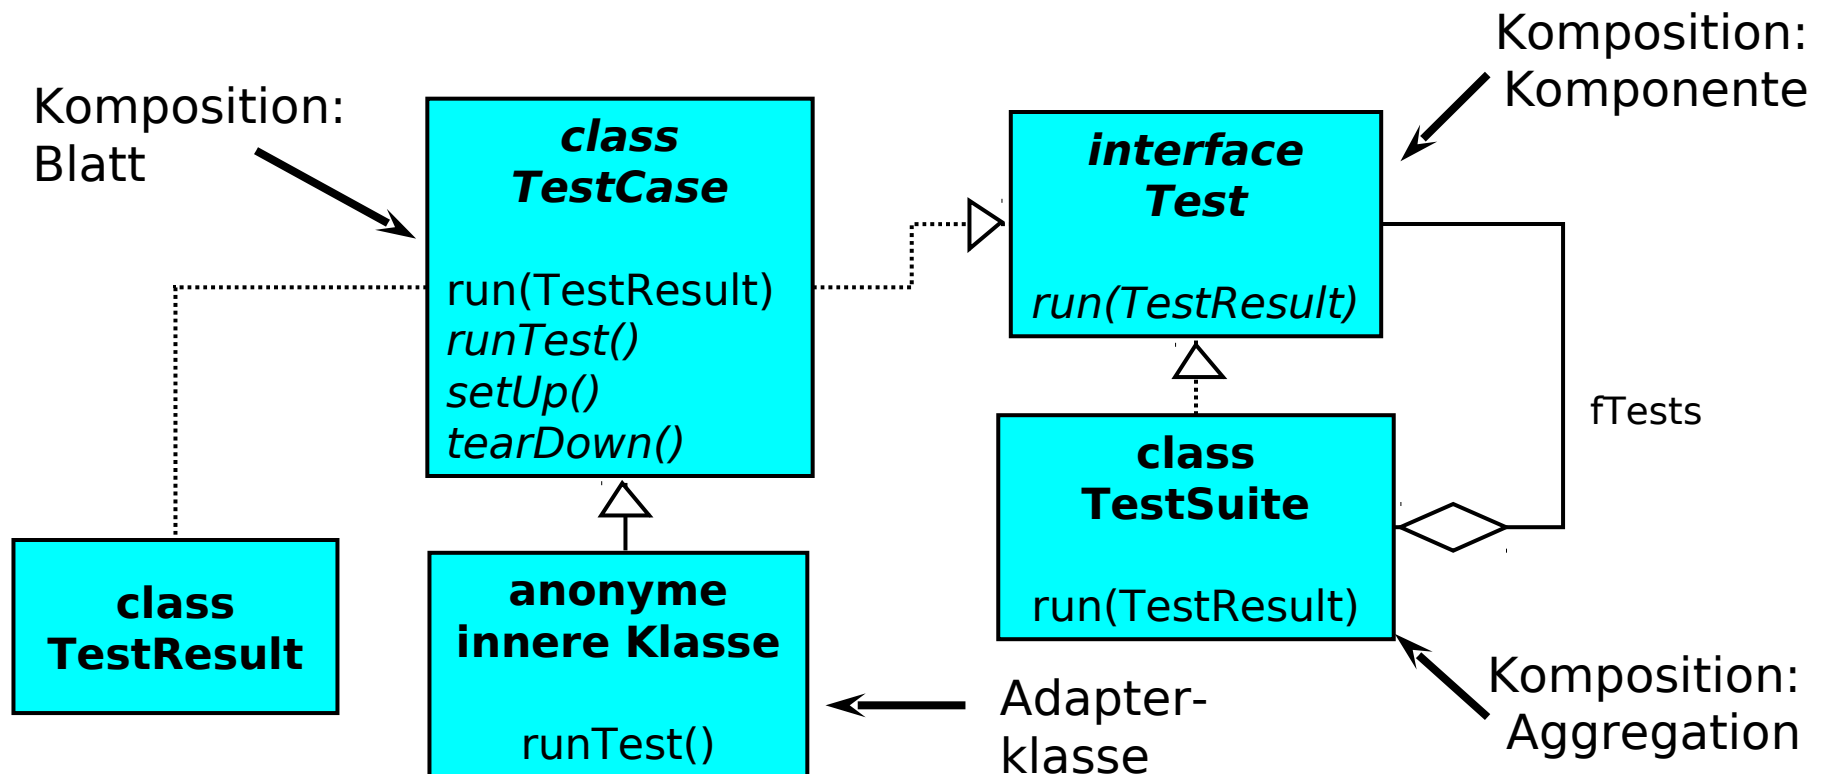 Komposition:
Komponente
Komposition:
Blatt
class
TestCase
run(TestResult)
runTest()
setUp()
tearDown()
interface
Test
run(TestResult)
fTests
class
TestSuite
run(TestResult)
class
TestResult
anonyme
innere Klasse
runTest()
Adapter-
klasse
Komposition:
Aggregation